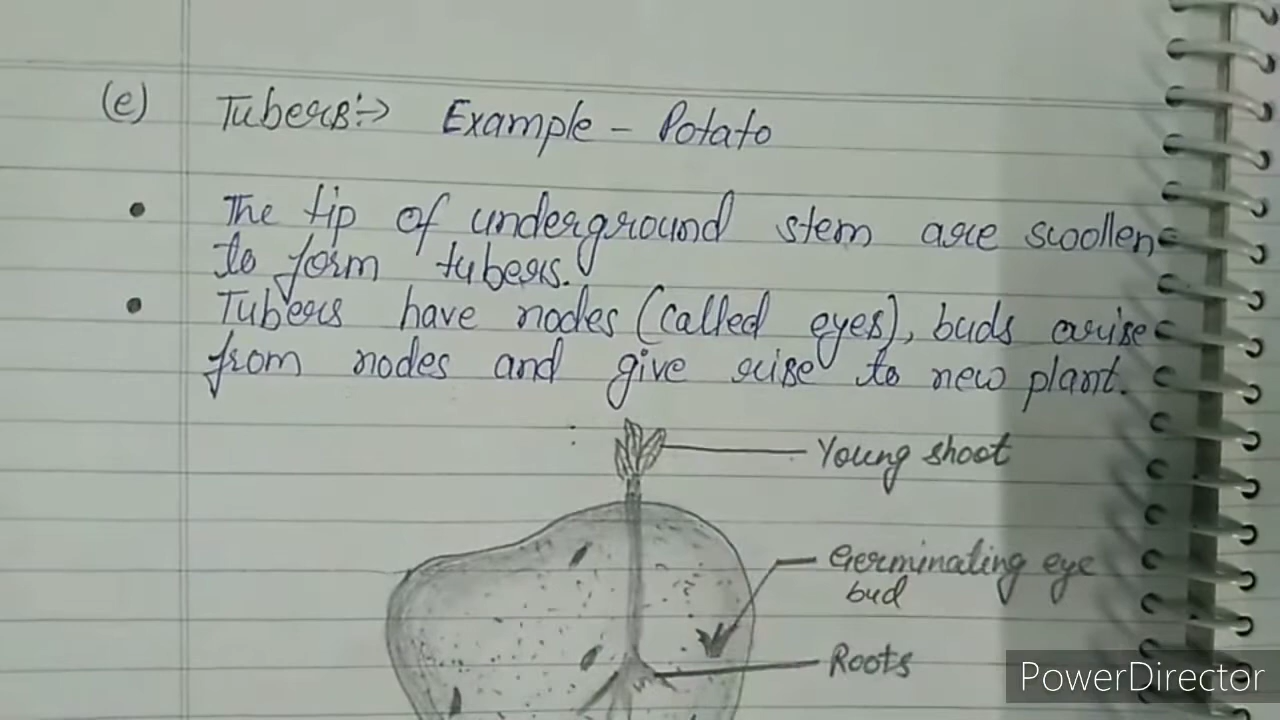 (e) Tubers:-> Example - Potato
• The tip of underground stem are swollen
to form tubers.
• Tubers have nodes (called eyes), buds arise
from nodes and give rise to new plant.
Young shoot
Germinating eye
bud
Roots
PowerDirector